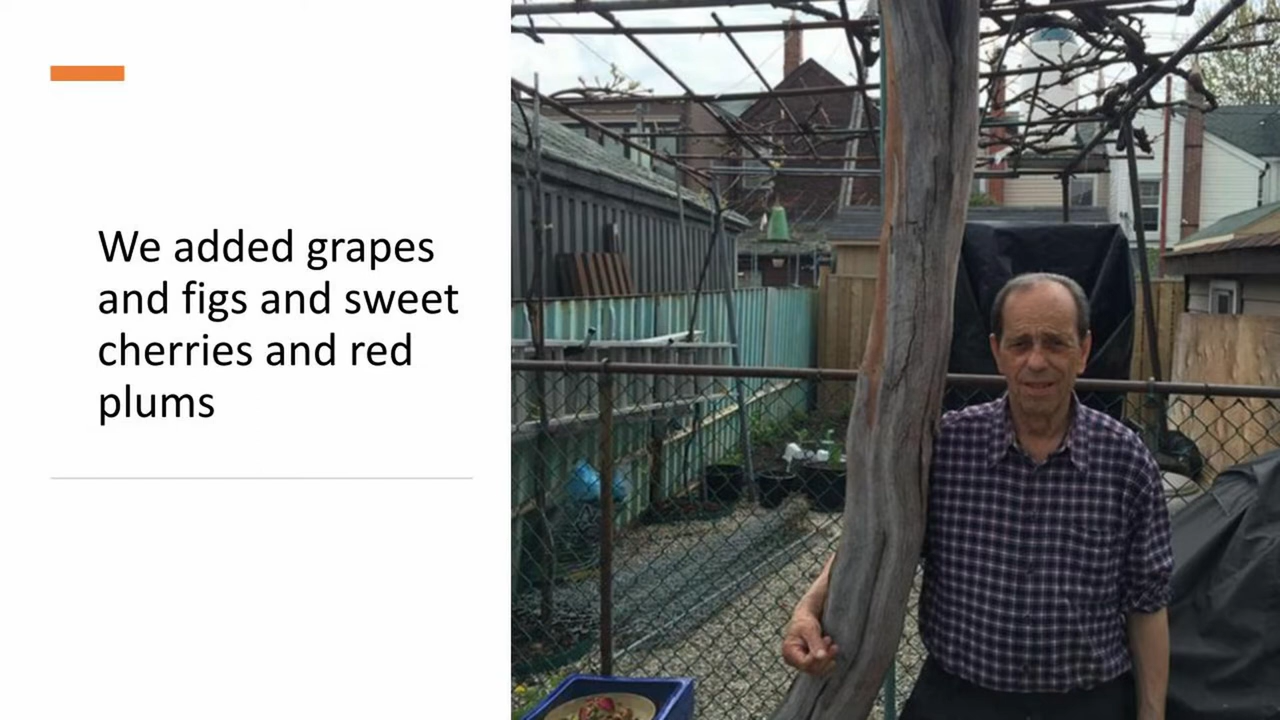 We added grapes
and figs and sweet
cherries and red
plums